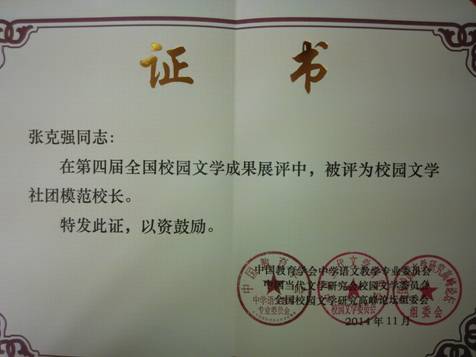 证书
张克强同志：
在第四届全国校园文学成果展评中，被评为校园文学
社团模范校长。
特发此证，以资鼓励。
中国教育学会中学语文教学专业委员会
中国当代文学研究会校园文学委员会
全国校园文学研究高峰论坛组委会
2014年11月